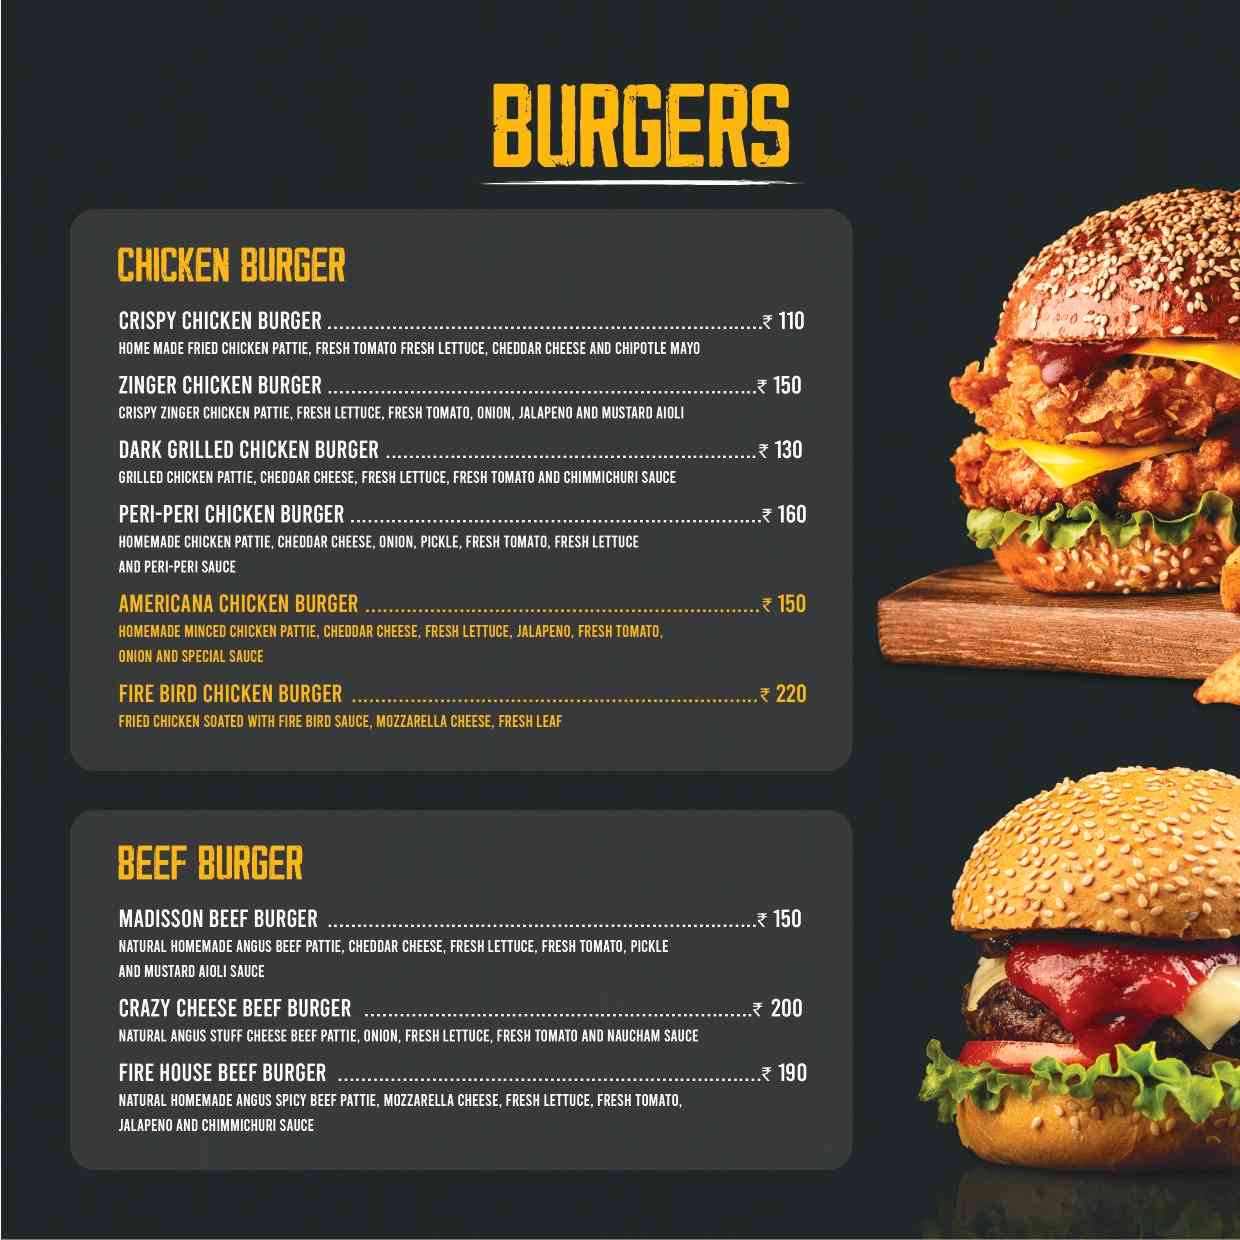 BURGERS
CHICKEN BURGER
CRISPY CHICKEN BURGER ........................................................................... ₹ 110
HOME MADE FRIED CHICKEN PATTIE, FRESH TOMATO FRESH LETTUCE, CHEDDAR CHEESE AND CHIPOTLE MAYO
ZINGER CHICKEN BURGER .......................................................................... ₹ 150
CRISPY ZINGER CHICKEN PATTIE, FRESH LETTUCE, FRESH TOMATO, ONION, JALAPENO AND MUSTARD AIOLI
DARK GRILLED CHICKEN BURGER ................................................................ ₹ 130
GRILLED CHICKEN PATTIE, CHEDDAR CHEESE, FRESH LETTUCE, FRESH TOMATO AND CHIMMICHURI SAUCE
PERI-PERI CHICKEN BURGER ....................................................................... ₹ 160
HOMEMADE CHICKEN PATTIE, CHEDDAR CHEESE, ONION, PICKLE, FRESH TOMATO, FRESH LETTUCE
AND PERI-PERI SAUCE
AMERICANA CHICKEN BURGER .................................................................... ₹ 150
HOMEMADE MINCED CHICKEN PATTIE, CHEDDAR CHEESE, FRESH LETTUCE, JALAPENO, FRESH TOMATO,
ONION AND SPECIAL SAUCE
FIRE BIRD CHICKEN BURGER ...................................................................... ₹ 220
FRIED CHICKEN SOATED WITH FIRE BIRD SAUCE, MOZZARELLA CHEESE, FRESH LEAF
BEEF BURGER
MADISSON BEEF BURGER .......................................................................... ₹ 150
NATURAL HOMEMADE ANGUS BEEF PATTIE, CHEDDAR CHEESE, FRESH LETTUCE, FRESH TOMATO, PICKLE
AND MUSTARD AIOLI SAUCE
CRAZY CHEESE BEEF BURGER ................................................................... ₹ 200
NATURAL ANGUS STUFF CHEESE BEEF PATTIE, ONION, FRESH LETTUCE, FRESH TOMATO AND NAUCHAM SAUCE
FIRE HOUSE BEEF BURGER ......................................................................... ₹ 190
NATURAL HOMEMADE ANGUS SPICY BEEF PATTIE, MOZZARELLA CHEESE, FRESH LETTUCE, FRESH TOMATO,
JALAPENO AND CHIMMICHURI SAUCE